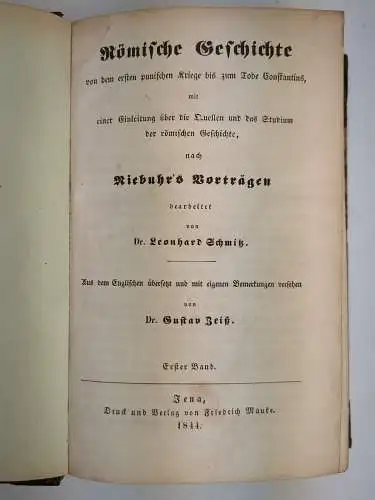 Römische Geschichte
von dem ersten punischen Kriege bis zum Tode Constantins,
mit
einer Einleitung über die Quellen und das Studium
der römischen Geschichte,
nach
Niebuhr's Vorträgen
bearbeitet
von
Dr. Leonhard Schmitz.
Aus dem Englischen übersetzt und mit eigenen Bemerkungen versehen
von
Dr. Gustav Zeiß.
Erster Band.
Jena,
Druck und Verlag von Friedrich Mauke.
1844.